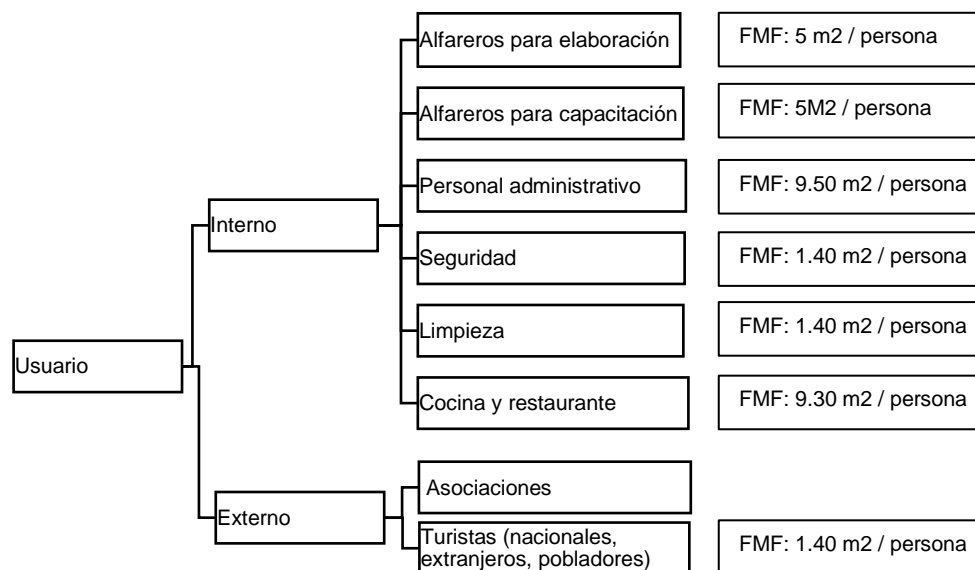 Alfareros para elaboración
FMF: 5 m2 / persona
Alfareros para capacitación
FMF: 5M2 / persona
Personal administrativo
FMF: 9.50 m2 / persona
Interno
Seguridad
FMF: 1.40 m2 / persona
Limpieza
FMF: 1.40 m2 / persona
Usuario
Cocina y restaurante
FMF: 9.30 m2 / persona
Asociaciones
Externo
Turistas (nacionales,
extranjeros, pobladores)
FMF: 1.40 m2 / persona